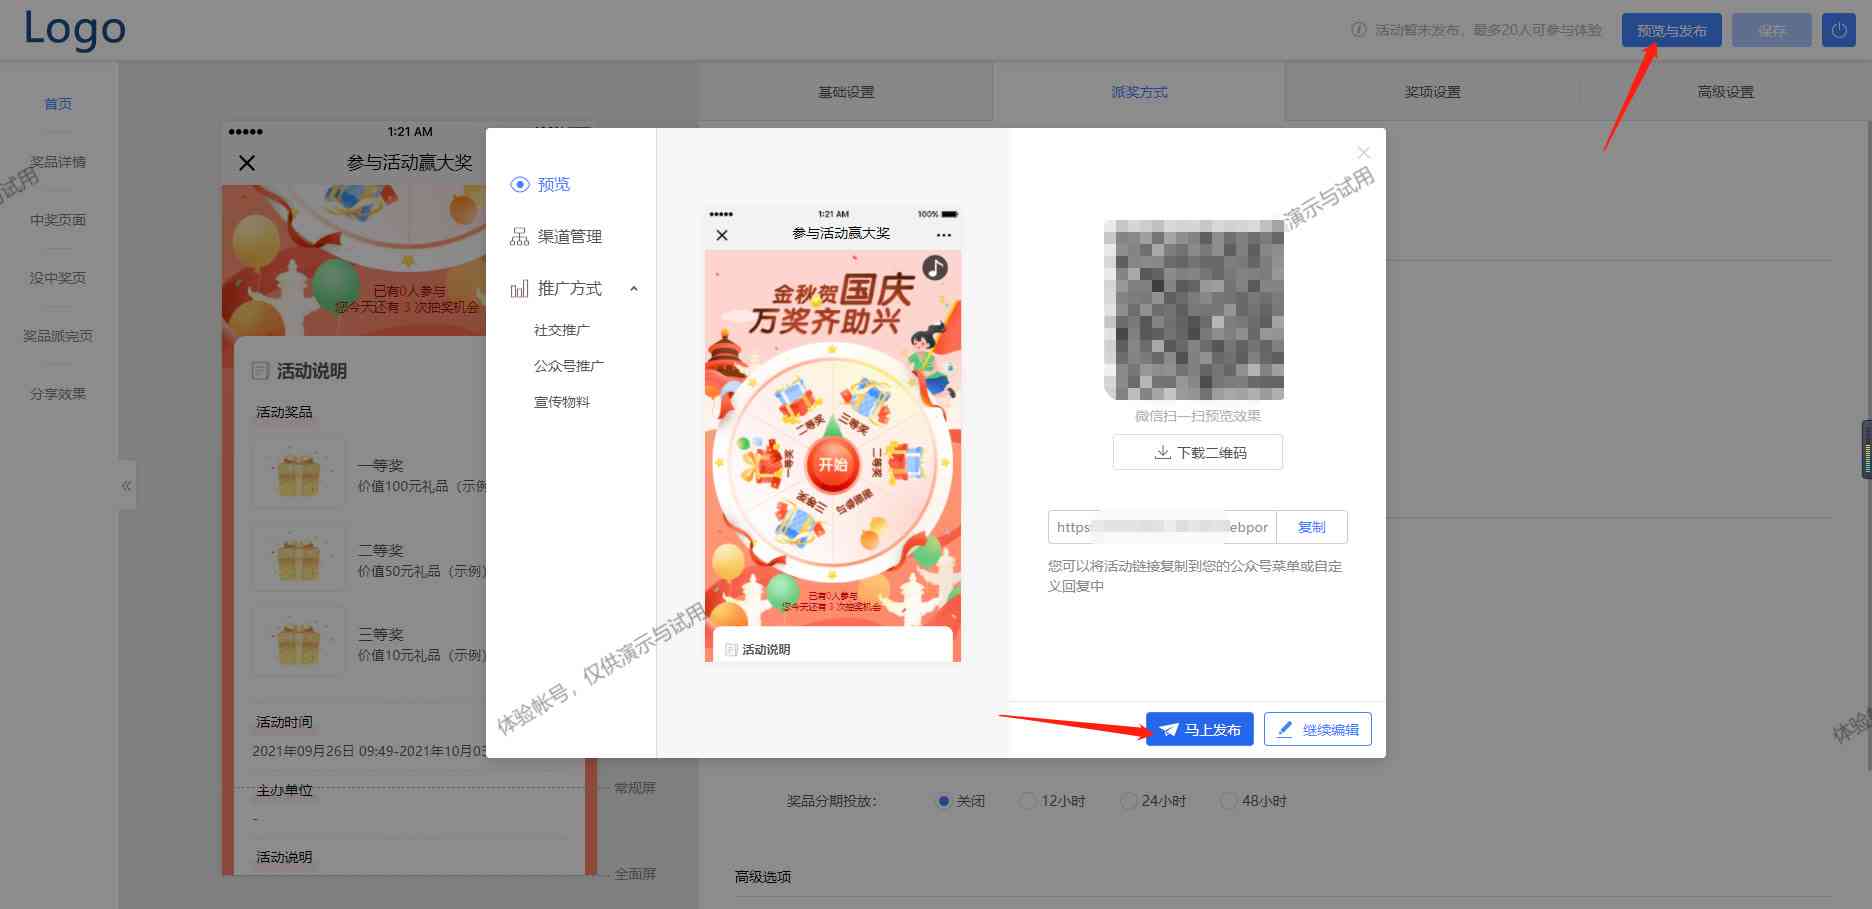 Logo
活动暂未发布，最多20人可参与体验
预览与发布
保存
首页
奖品详情
中奖页面
没中奖页
奖品派完页
分享效果
基础设置
派奖方式
奖项设置
高级设置
1:21 AM
参与活动赢大奖
已有0人参与
您今天还有 3 次抽奖机会
活动说明
活动奖品
一等奖
价值100元礼品（示例
二等奖
价值50元礼品（示例）
三等奖
价值10元礼品（示例）
活动时间
2021年09月26日 09:49-2021年10月03
主办单位
-
活动说明
常规屏
全面屏
预览
渠道管理
推广方式
社交推广
公众号推广
宣传物料
1:21 AM
100%
参与活动赢大奖
金秋贺国庆
万奖齐助兴
二等奖
三等奖
一等奖
开始
二等奖
三等奖
谢谢参与
已有0人参与
您今天还有 3 次抽奖机会
活动说明
微信扫一扫预览效果
下载二维码
https:
ebpor
复制
您可以将活动链接复制到您的公众号菜单或自定
义回复中
马上发布
继续编辑
奖品分期投放：
关闭
12小时
24小时
48小时
高级选项
与试用
演示与试用
体验帐号，仅供演示与试用
体验